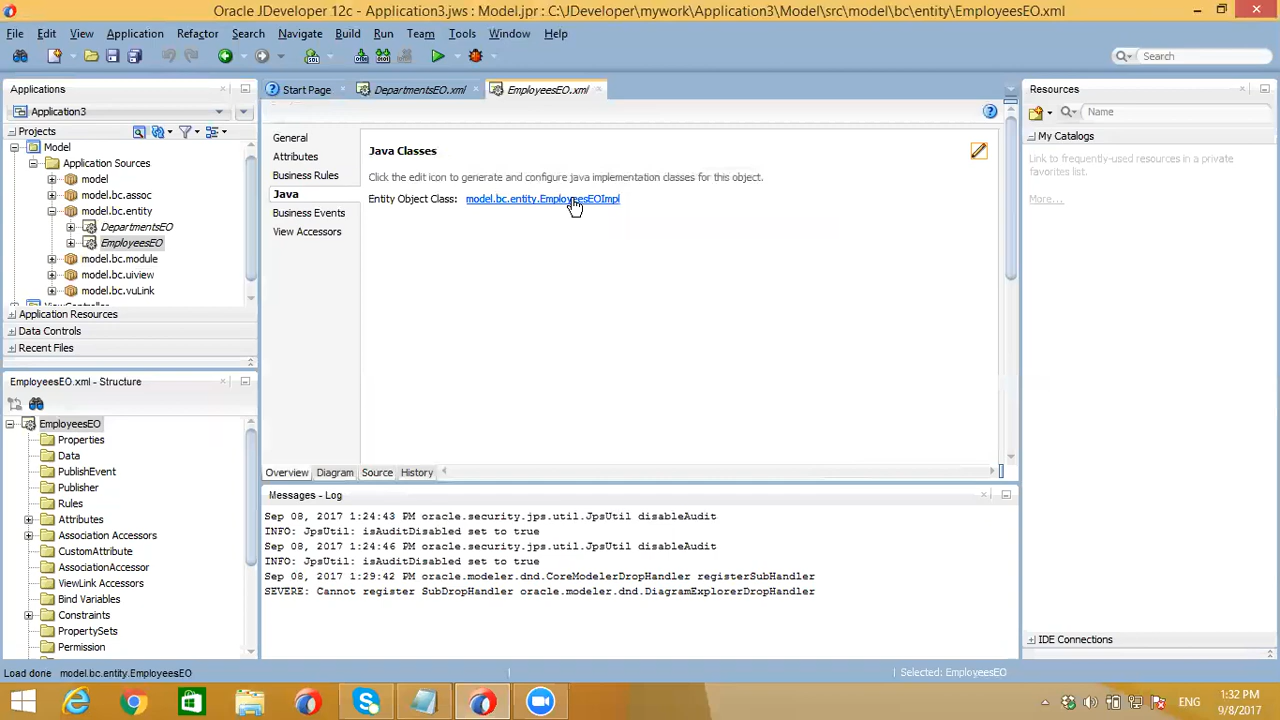 Oracle JDeveloper 12c - Application3.jws : Model.jpr : C:\JDeveloper\mywork\Application3\Model\src\model\bc\entity\EmployeesEO.xml
File Edit View Application Refactor Search Navigate Build Run Team Tools Window Help
Search
Applications
Application3
Projects
Model
Application Sources
model
model.bc.assoc
model.bc.entity
DepartmentsEO
EmployeesEO
model.bc.module
model.bc.uiview
model.bc.vuLink
ViewController
Application Resources
Data Controls
Recent Files
EmployeesEO.xml - Structure
EmployeesEO
Properties
Data
PublishEvent
Publisher
Rules
Attributes
Association Accessors
CustomAttribute
AssociationAccessor
ViewLink Accessors
Bind Variables
Constraints
PropertySets
Permission
Start Page DepartmentsEO.xml EmployeesEO.xml
General
Attributes
Business Rules
Java
Business Events
View Accessors
Java Classes
Click the edit icon to generate and configure java implementation classes for this object.
Entity Object Class: model.bc.entity.EmployeesEOImpl
Overview Diagram Source History
Messages - Log
Sep 08, 2017 1:24:43 PM oracle.security.jps.util.JpsUtil disableAudit
INFO: JpsUtil: isAuditDisabled set to true
Sep 08, 2017 1:24:46 PM oracle.security.jps.util.JpsUtil disableAudit
INFO: JpsUtil: isAuditDisabled set to true
Sep 08, 2017 1:29:42 PM oracle.modeler.dnd.CoreModelerDropHandler registerSubHandler
SEVERE: Cannot register SubDropHandler oracle.modeler.dnd.DiagramExplorerDropHandler
Resources
Name
My Catalogs
Link to frequently-used resources in a private
favorites list.
More...
IDE Connections
Load done model.bc.entity.EmployeesEO
Selected: EmployeesEO
ENG
1:32 PM
9/8/2017